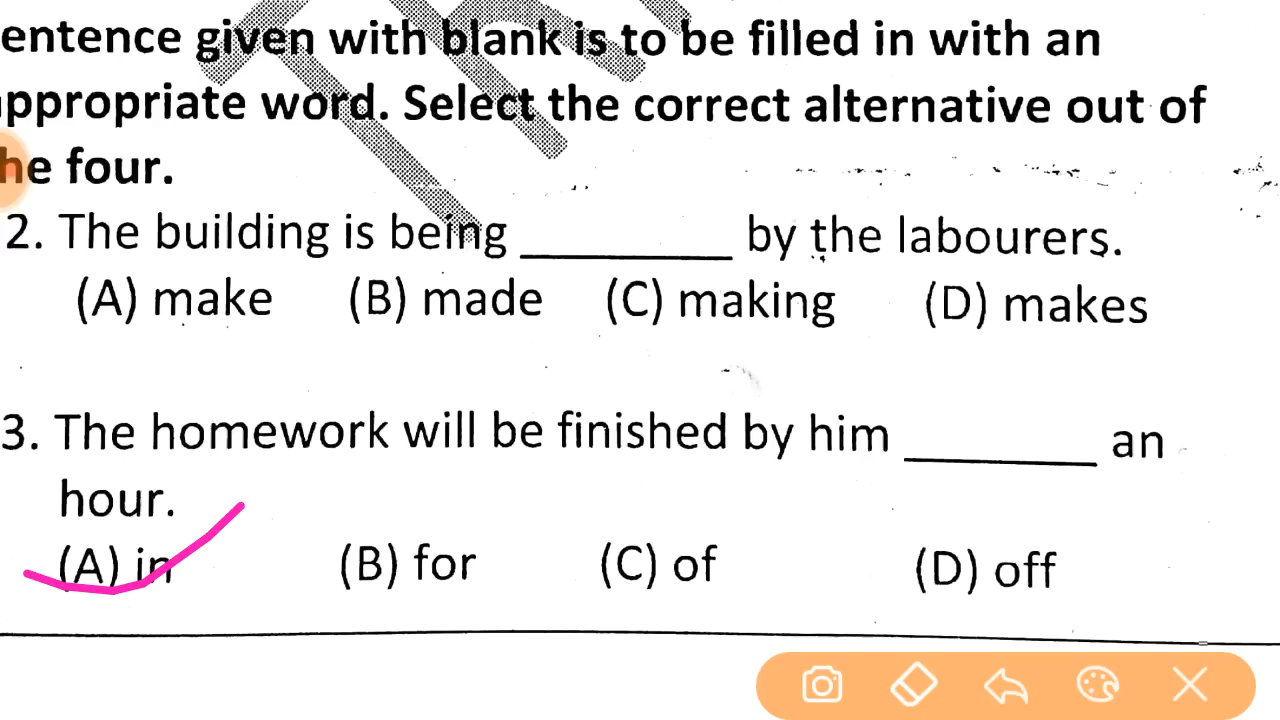 entence given with blank is to be filled in with an
ppropriate word. Select the correct alternative out of
he four.
2. The building is being ________ by the labourers.
(A) make (B) made (C) making (D) makes
3. The homework will be finished by him ________ an
hour.
(A) in (B) for (C) of (D) off